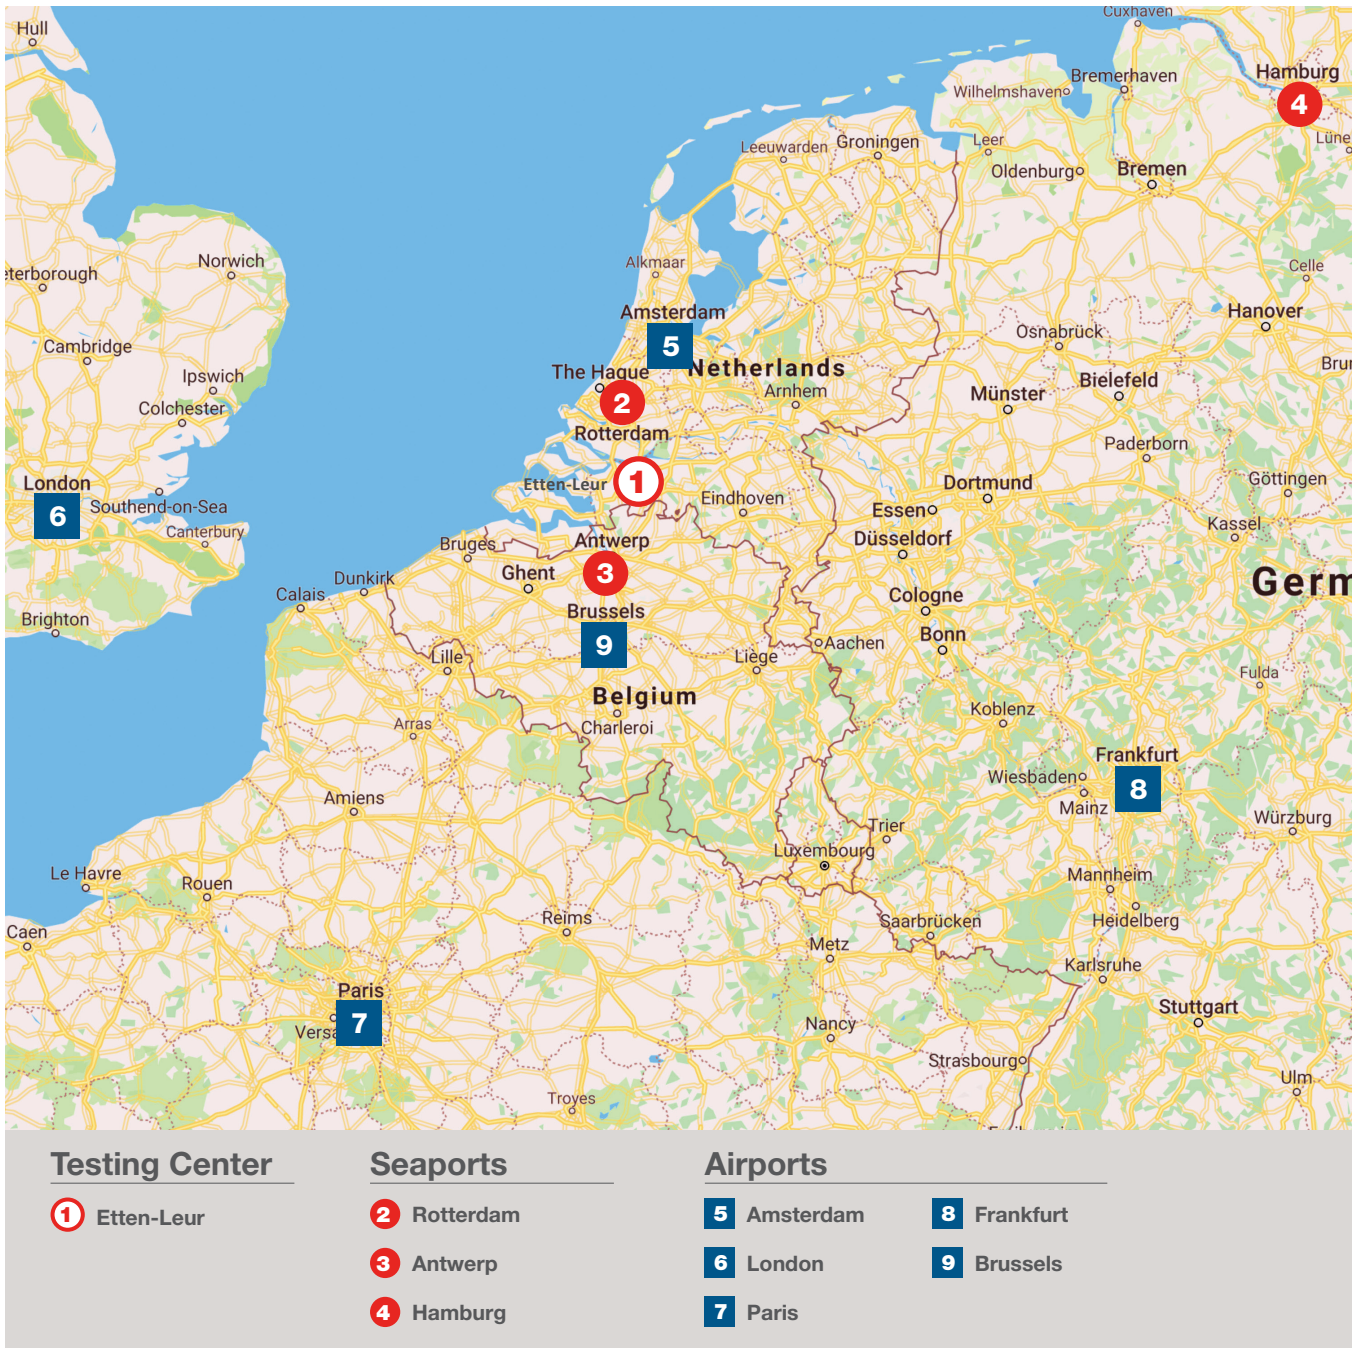 Cuxhaven
Hull
Hamburg
4
Bremerhaven
Wilhelmshaven
Leeuwarden
Groningen
Leer
Lüne
Oldenburg
Bremen
Norwich
Alkmaar
eterborough
Celle
Amsterdam
5
Hanover
Osnabrück
Cambridge
The Hague
Netherlands
Brun
Ipswich
Bielefeld
Arnhem
Münster
2
Colchester
Rotterdam
Paderborn
London
Etten-Leur
1
Dortmund
Göttingen
6
Southend-on-Sea
Eindhoven
Essen
Canterbury
Kassel
Bruges
Antwerp
Düsseldorf
Ghent
3
Dunkirk
Germ
Calais
Cologne
Brighton
Brussels
9
Bonn
Aachen
Lille
Liège
Fulda
Belgium
Koblenz
Arras
Charleroi
Frankfurt
Wiesbaden
8
Amiens
Mainz
Würzburg
Trier
Luxembourg
Le Havre
Rouen
Mannheim
Reims
Saarbrücken
Heidelberg
Caen
Metz
Karlsruhe
Paris
Stuttgart
7
Versa
Nancy
Strasbourg
Ulm
Troyes
Testing Center
1 Etten-Leur
Seaports
2 Rotterdam
3 Antwerp
4 Hamburg
Airports
5 Amsterdam
6 London
7 Paris
8 Frankfurt
9 Brussels